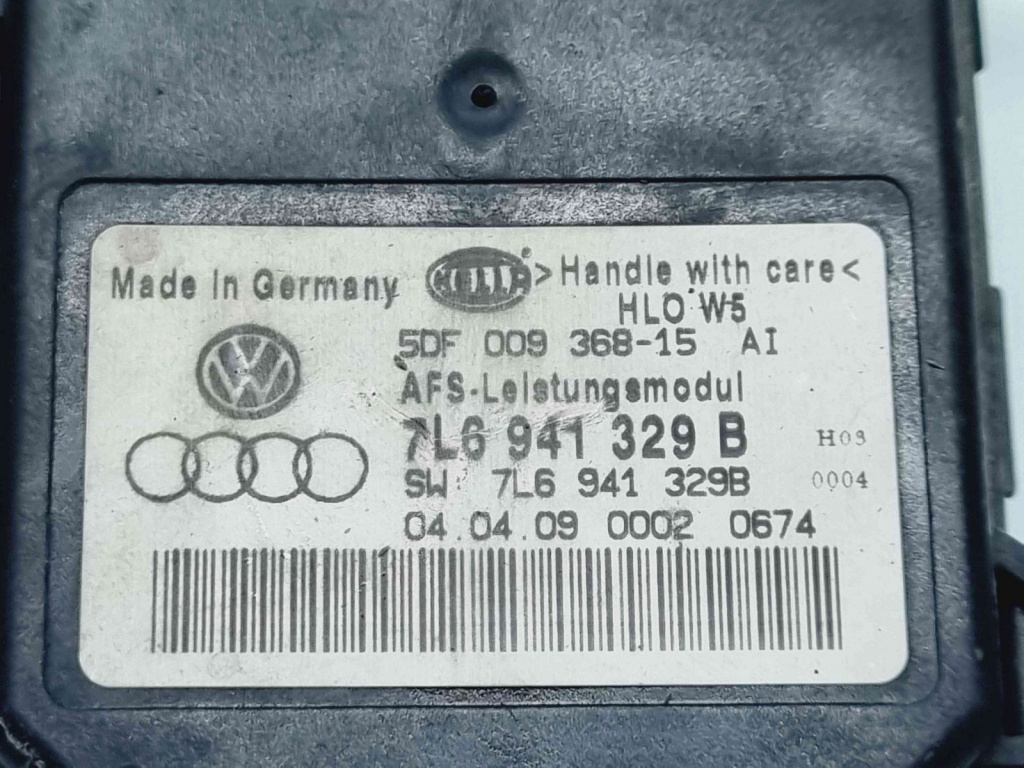 Made In Germany HELLA >Handle with care<
HLO W5
5DF 009 368-15 AI
AFS-Leistungsmodul
7L6 941 329 B H03
SW 7L6 941 329B 0004
04.04.09 0002 0674